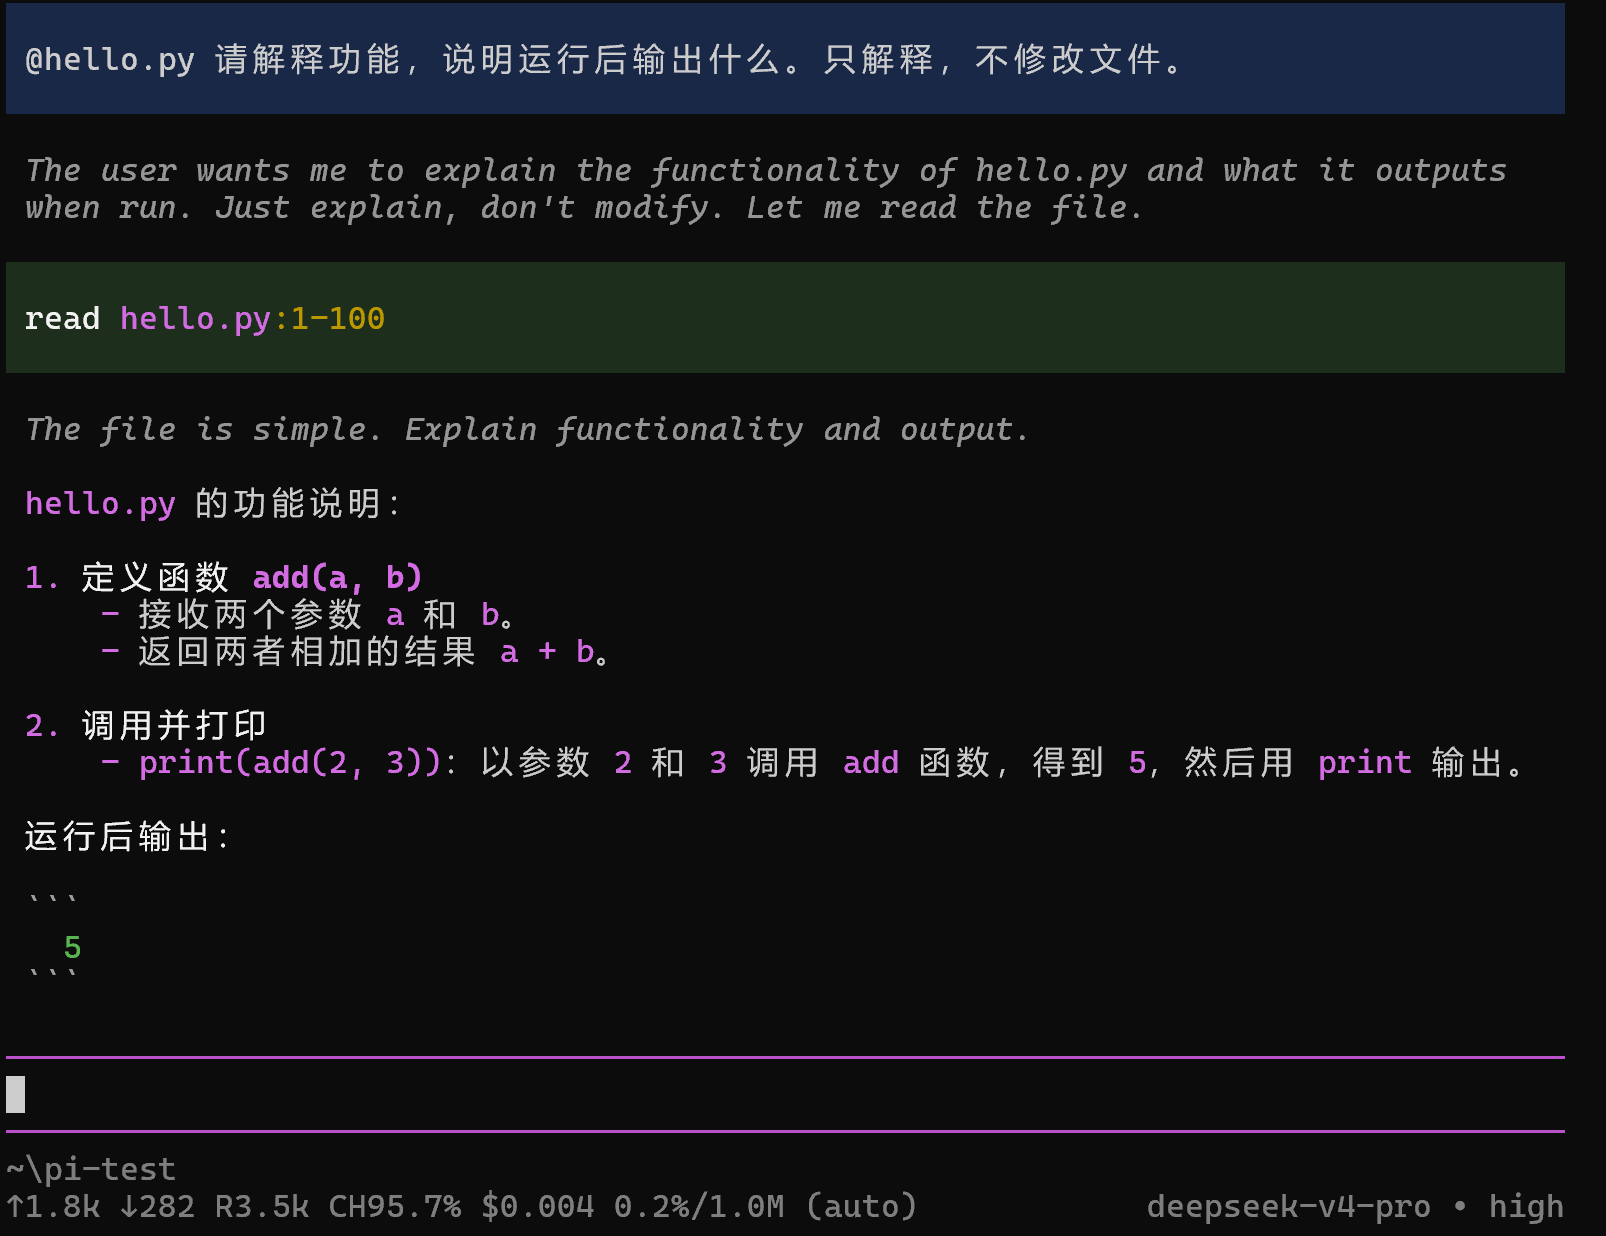 @hello.py 请解释功能，说明运行后输出什么。只解释，不修改文件。
The user wants me to explain the functionality of hello.py and what it outputs
when run. Just explain, don't modify. Let me read the file.
read hello.py:1-100
The file is simple. Explain functionality and output.
hello.py 的功能说明：
1. 定义函数 add(a, b)
- 接收两个参数 a 和 b。
- 返回两者相加的结果 a + b。
2. 调用并打印
- print(add(2, 3))：以参数 2 和 3 调用 add 函数，得到 5，然后用 print 输出。
运行后输出：
```
5
```
~\pi-test
↑1.8k ↓282 R3.5k CH95.7% $0.004 0.2%/1.0M (auto) deepseek-v4-pro • high